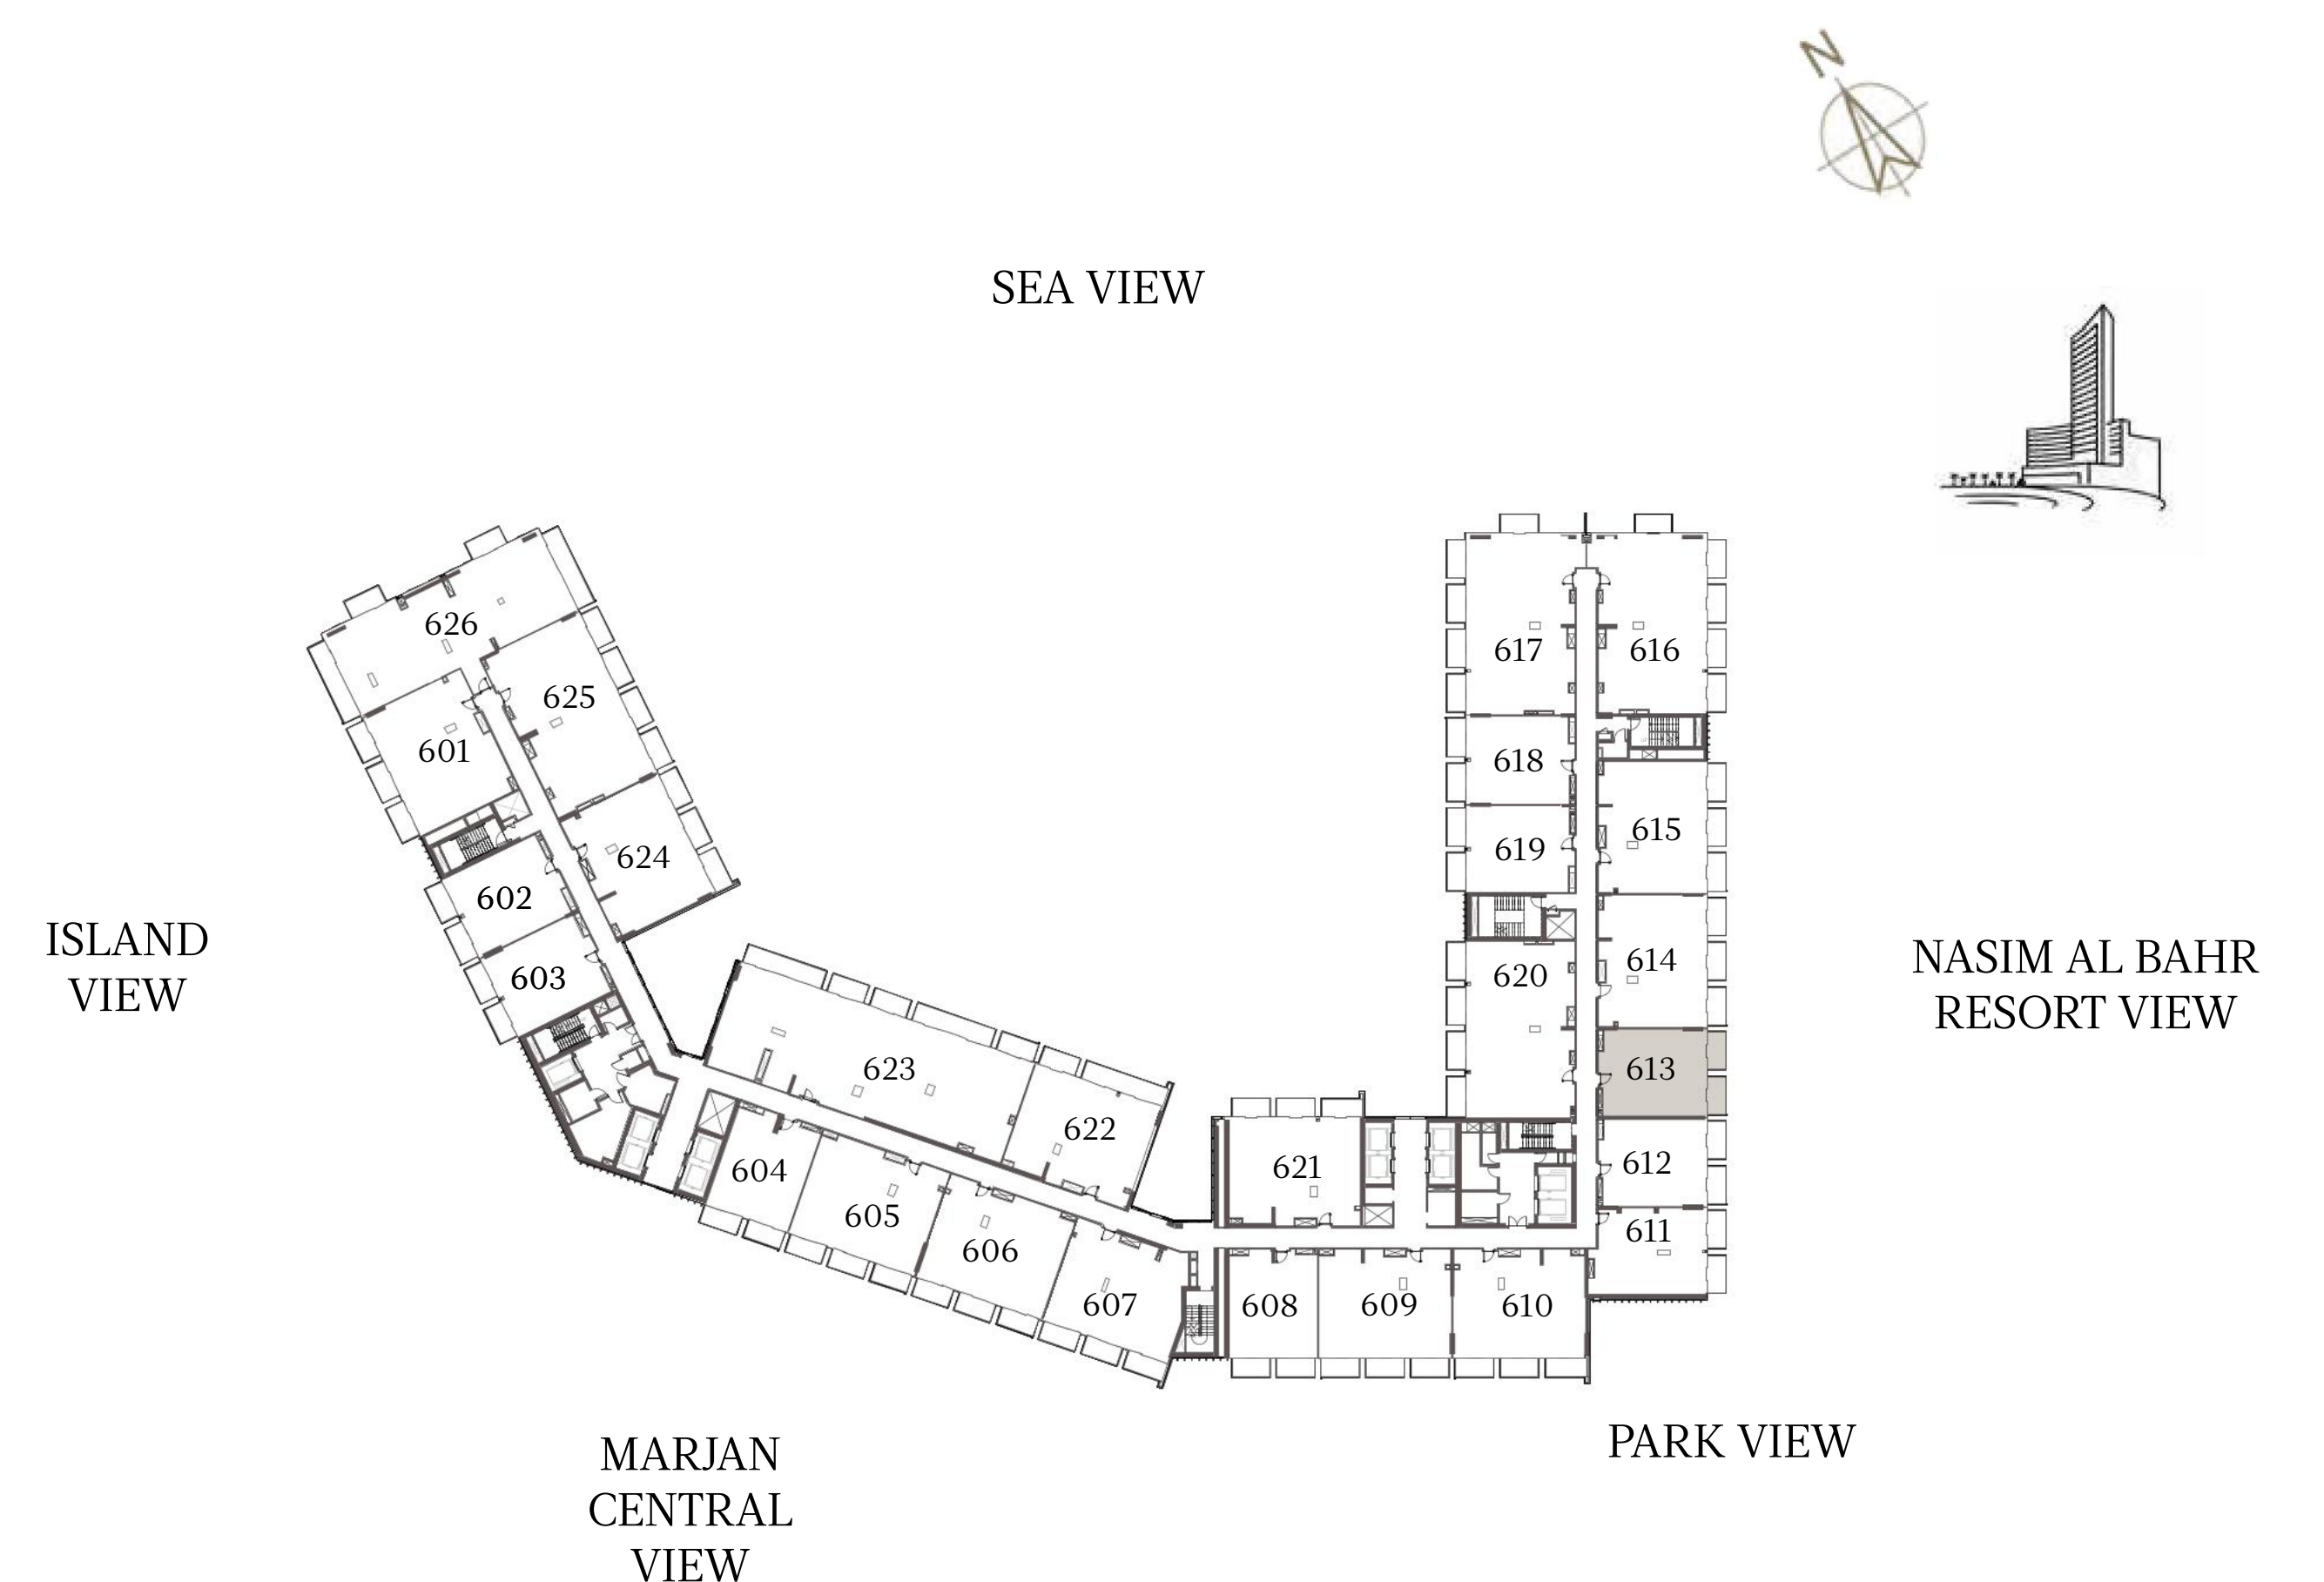 N
SEA VIEW
626
625
601
624
602
603
617
616
618
615
619
614
620
613
623
622
612
621
604
611
605
606
607
608
609
610
ISLAND
VIEW
NASIM AL BAHR
RESORT VIEW
PARK VIEW
MARJAN
CENTRAL
VIEW